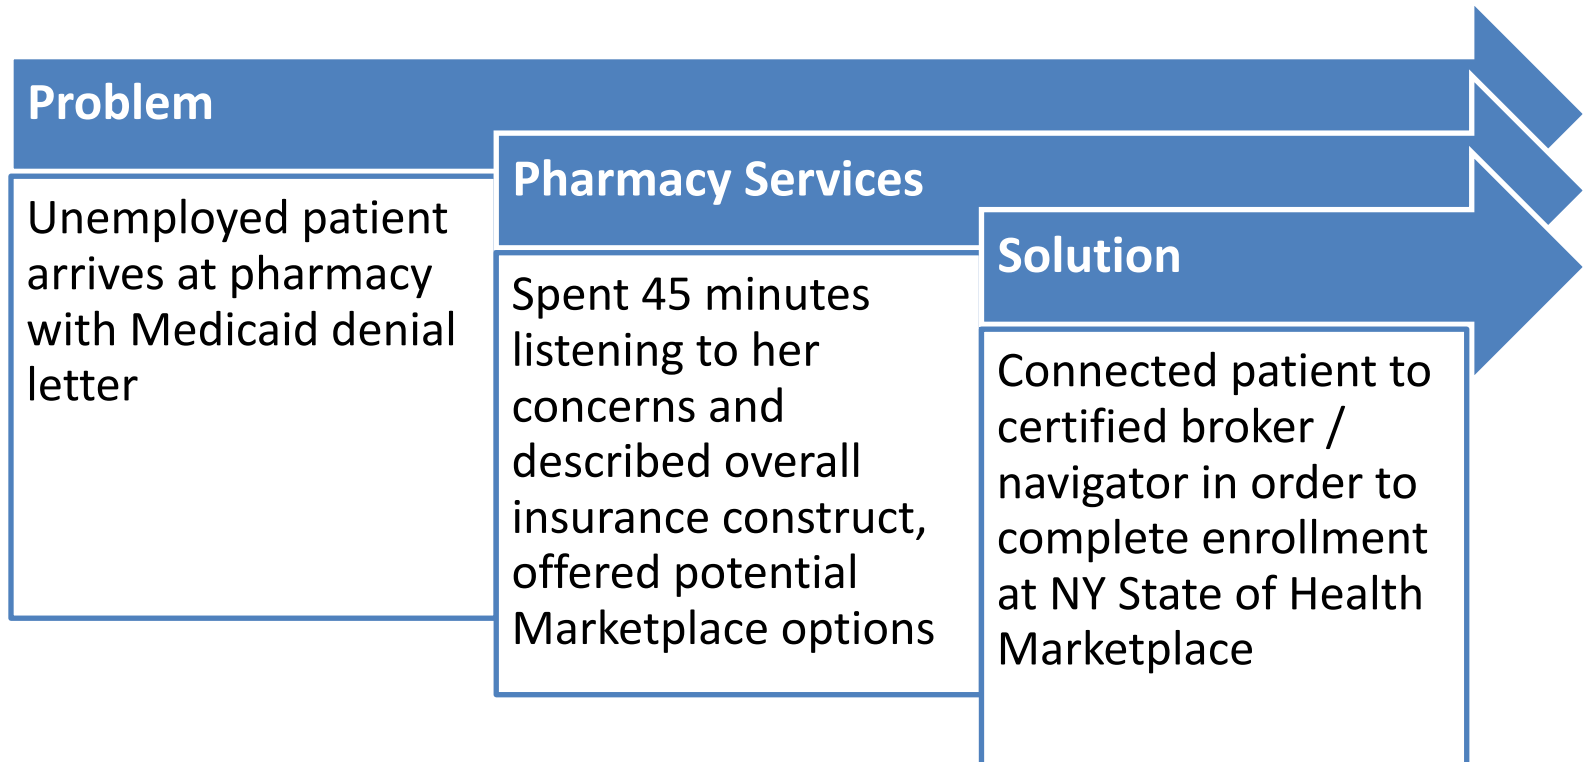 Problem
Unemployed patient
arrives at pharmacy
with Medicaid denial
letter
Pharmacy Services
Spent 45 minutes
listening to her
concerns and
described overall
insurance construct,
offered potential
Marketplace options
Solution
Connected patient to
certified broker /
navigator in order to
complete enrollment
at NY State of Health
Marketplace